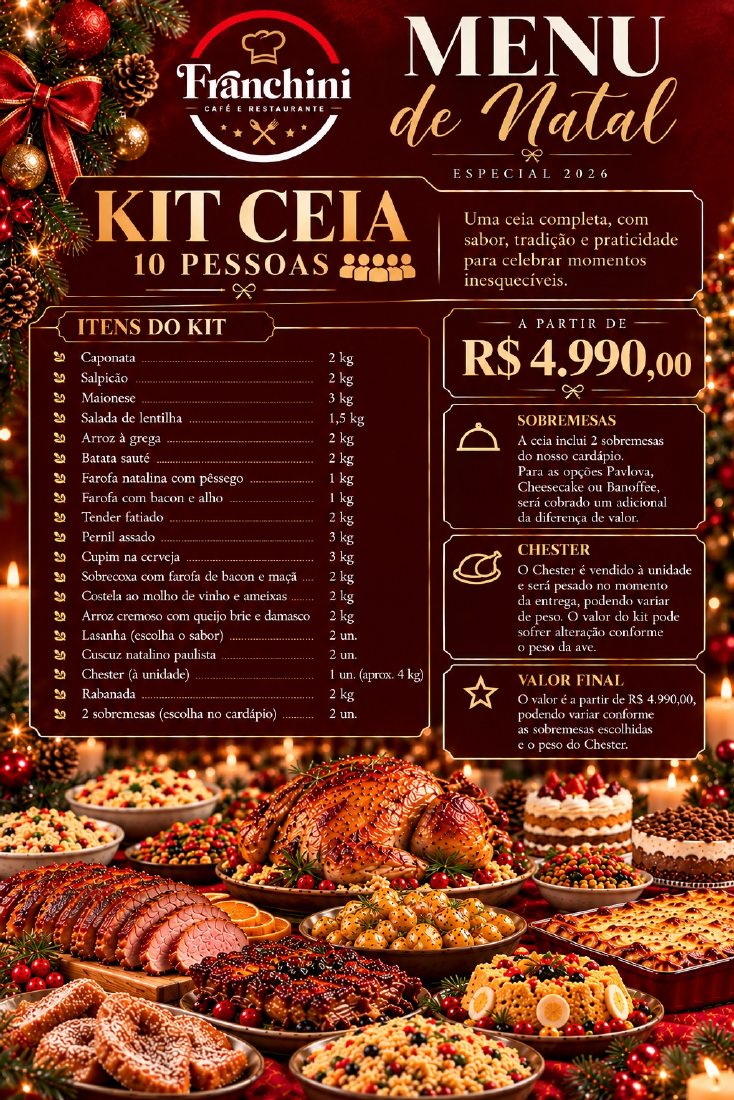 Franchini
CAFÉ E RESTAURANTE
MENU
de Natal
ESPECIAL 2026
KIT CEIA
10 PESSOAS
Uma ceia completa, com
sabor, tradição e praticidade
para celebrar momentos
inesquecíveis.
ITENS DO KIT
Caponata 2 kg
Salpicão 2 kg
Maionese 3 kg
Salada de lentilha 1,5 kg
Arroz à grega 2 kg
Batata sauté 2 kg
Farofa natalina com pêssego 1 kg
Farofa com bacon e alho 1 kg
Tender fatiado 2 kg
Pernil assado 3 kg
Cupim na cerveja 3 kg
Sobrecoxa com farofa de bacon e maçã 2 kg
Costela ao molho de vinho e ameixas 2 kg
Arroz cremoso com queijo brie e damasco 2 kg
Lasanha (escolha o sabor) 2 un.
Cuscuz natalino paulista 2 un.
Chester (à unidade) 1 un. (aprox. 4 kg)
Rabanada 2 kg
2 sobremesas (escolha no cardápio) 2 un.
A PARTIR DE
R$ 4.990,00
SOBREMESAS
A ceia inclui 2 sobremesas
do nosso cardápio.
Para as opções Pavlova,
Cheesecake ou Banoffee,
será cobrado um adicional
da diferença de valor.
CHESTER
O Chester é vendido à unidade
e será pesado no momento
da entrega, podendo variar
de peso. O valor do kit pode
sofrer alteração conforme
o peso da ave.
VALOR FINAL
O valor é a partir de R$ 4.990,00,
podendo variar conforme
as sobremesas escolhidas
e o peso do Chester.